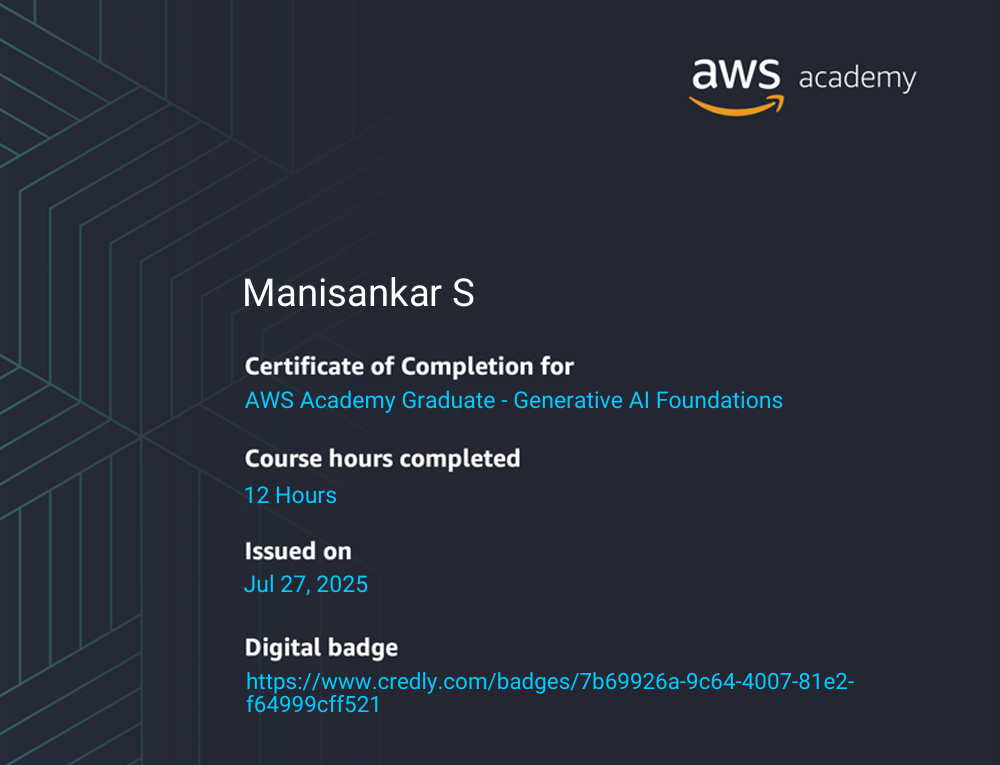 aws academy
Manisankar S
Certificate of Completion for
AWS Academy Graduate - Generative AI Foundations
Course hours completed
12 Hours
Issued on
Jul 27, 2025
Digital badge
https://www.credly.com/badges/7b69926a-9c64-4007-81e2-
f64999cff521